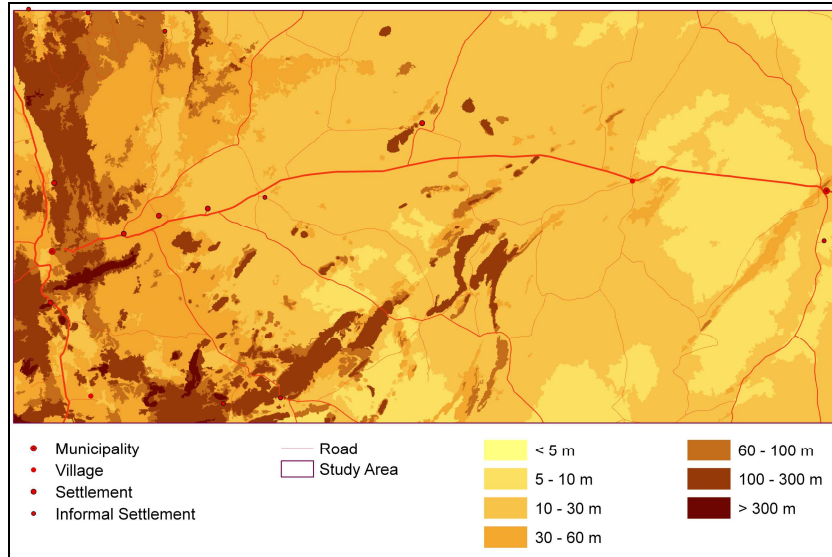 Municipality
Village
Settlement
Informal Settlement
Road
Study Area
< 5 m
5 - 10 m
10 - 30 m
30 - 60 m
60 - 100 m
100 - 300 m
> 300 m